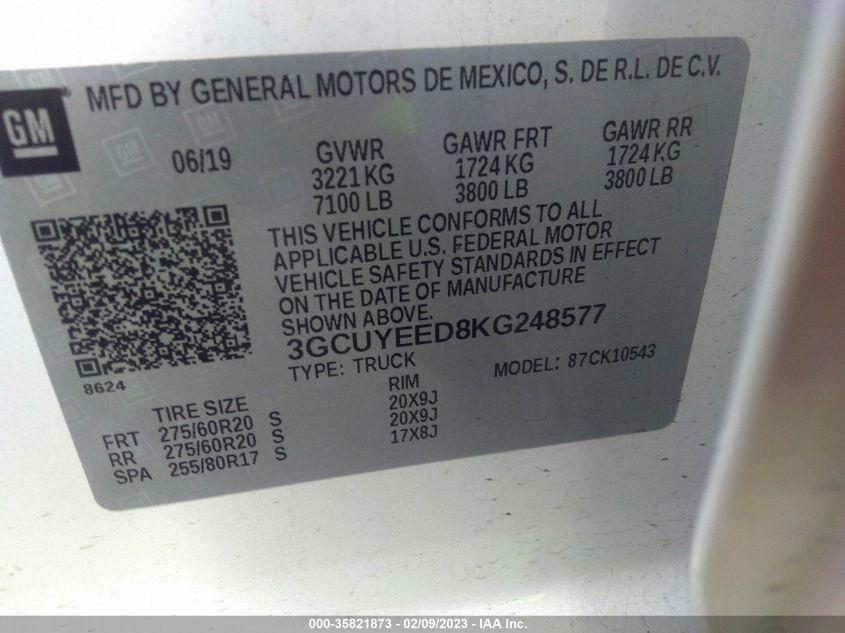 GM
MFD BY GENERAL MOTORS DE MEXICO, S. DE R.L. DE C.V.
06/19
GVWR
3221 KG
7100 LB
GAWR FRT
1724 KG
3800 LB
GAWR RR
1724 KG
3800 LB
THIS VEHICLE CONFORMS TO ALL
APPLICABLE U.S. FEDERAL MOTOR
VEHICLE SAFETY STANDARDS IN EFFECT
ON THE DATE OF MANUFACTURE
SHOWN ABOVE.
3GCUYEED8KG248577
TYPE: TRUCK
MODEL: 87CK10543
8624
TIRE SIZE
RIM
FRT 275/60R20 S 20X9J
RR 275/60R20 S 20X9J
SPA 255/80R17 S 17X8J
000-35821873 - 02/09/2023 - IAA Inc.